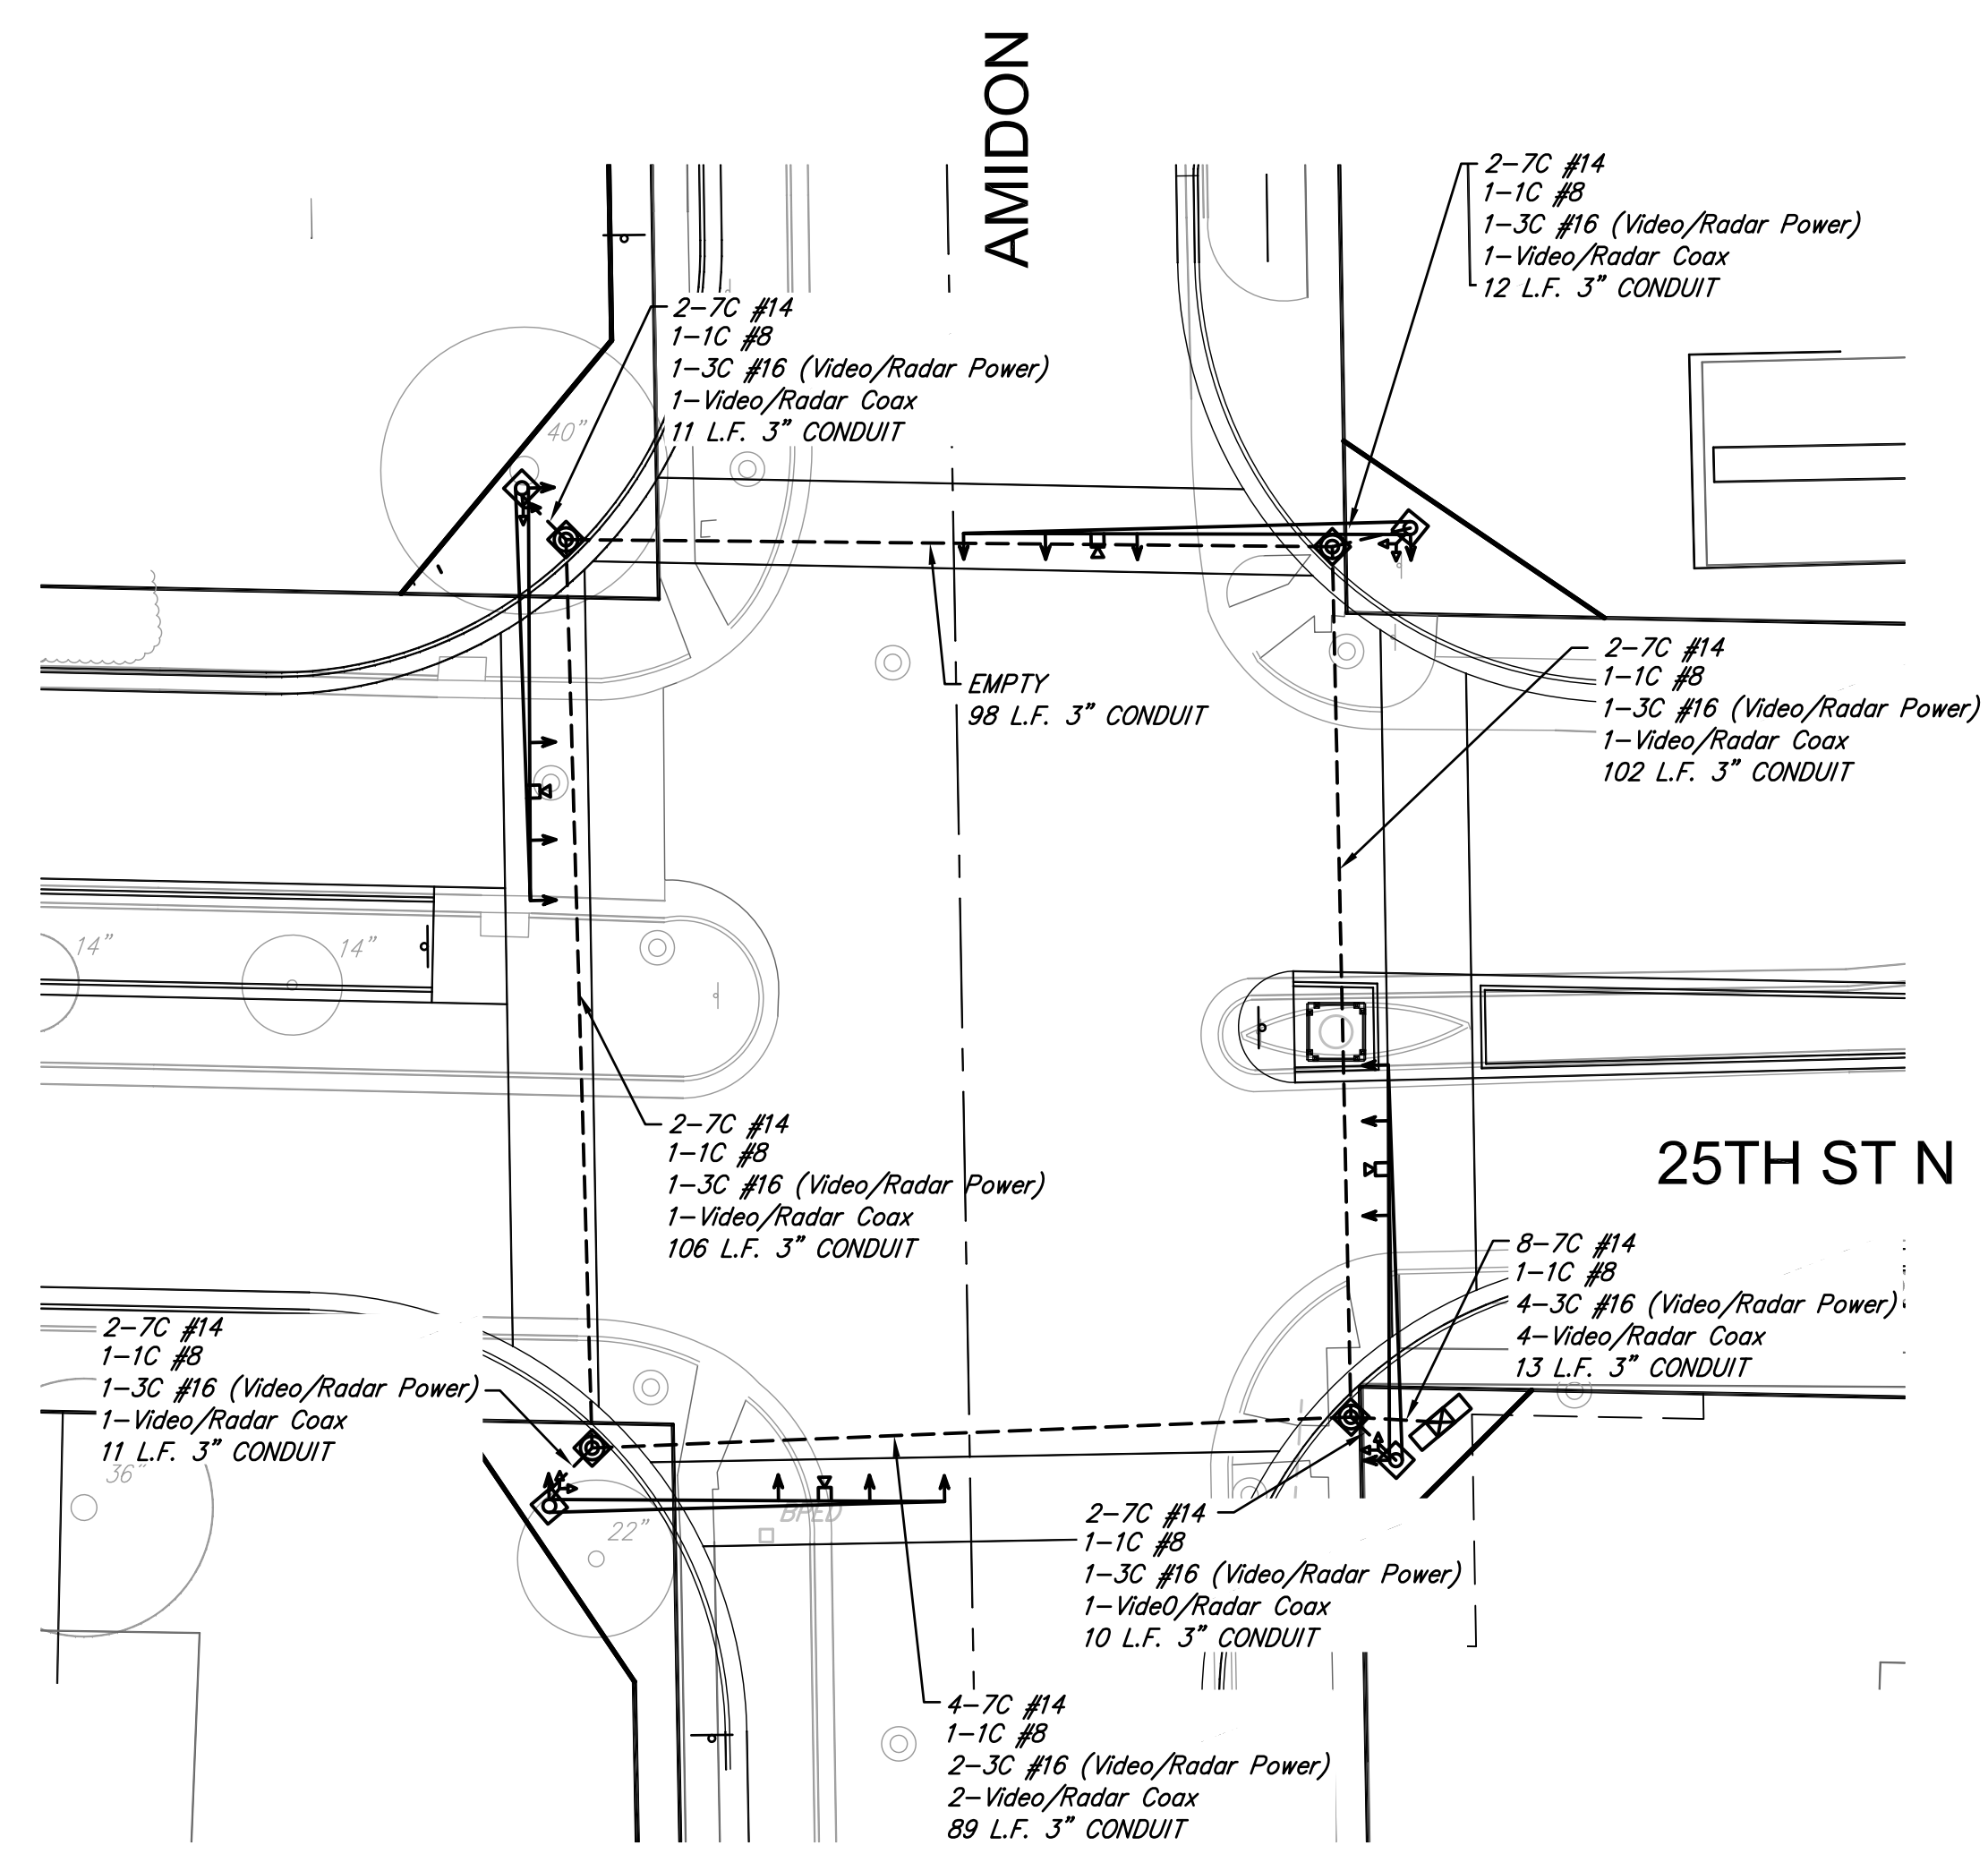 AMIDON
2-7C #14
1-1C #8
1-3C #16 (Video/Radar Power)
1-Video/Radar Coax
12 L.F. 3" CONDUIT
2-7C #14
1-1C #8
1-3C #16 (Video/Radar Power)
1-Video/Radar Coax
11 L.F. 3" CONDUIT
40"
2-7C #14
1-1C #8
1-3C #16 (Video/Radar Power)
1-Video/Radar Coax
102 L.F. 3" CONDUIT
EMPTY
98 L.F. 3" CONDUIT
14"
14"
2-7C #14
1-1C #8
1-3C #16 (Video/Radar Power)
1-Video/Radar Coax
106 L.F. 3" CONDUIT
25TH ST N
8-7C #14
1-1C #8
4-3C #16 (Video/Radar Power)
4-Video/Radar Coax
13 L.F. 3" CONDUIT
2-7C #14
1-1C #8
1-3C #16 (Video/Radar Power)
1-Video/Radar Coax
11 L.F. 3" CONDUIT
36"
22"
BPED
2-7C #14
1-1C #8
1-3C #16 (Video/Radar Power)
1-VideO/Radar Coax
10 L.F. 3" CONDUIT
4-7C #14
1-1C #8
2-3C #16 (Video/Radar Power)
2-Video/Radar Coax
89 L.F. 3" CONDUIT